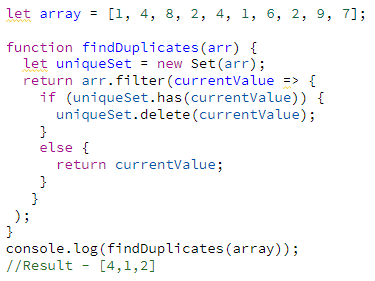 let array = [1, 4, 8, 2, 4, 1, 6, 2, 9, 7];
function findDuplicates(arr) {
let uniqueSet = new Set(arr);
return arr.filter(currentValue => {
if (uniqueSet.has(currentValue)) {
uniqueSet.delete(currentValue);
}
else {
return currentValue;
}
}
);
}
console.log(findDuplicates(array));
//Result - [4,1,2]